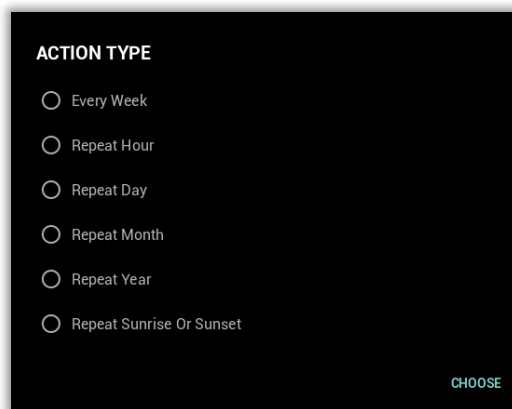 ACTION TYPE
Every Week
Repeat Hour
Repeat Day
Repeat Month
Repeat Year
Repeat Sunrise Or Sunset
CHOOSE